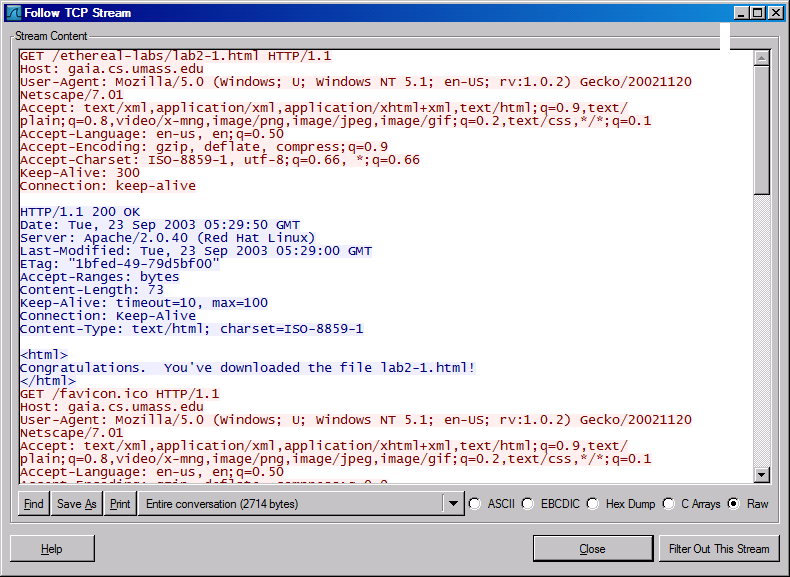 Follow TCP Stream
Stream Content
GET /ethereal-labs/lab2-1.html HTTP/1.1
Host: gaia.cs.umass.edu
User-Agent: Mozilla/5.0 (Windows; U; Windows NT 5.1; en-US; rv:1.0.2) Gecko/20021120
Netscape/7.01
Accept: text/xml,application/xml,application/xhtml+xml,text/html;q=0.9,text/
plain;q=0.8,video/x-mng,image/png,image/jpeg,image/gif;q=0.2,text/css,*/*;q=0.1
Accept-Language: en-us, en;q=0.50
Accept-Encoding: gzip, deflate, compress;q=0.9
Accept-Charset: ISO-8859-1, utf-8;q=0.66, *;q=0.66
Keep-Alive: 300
Connection: keep-alive
HTTP/1.1 200 OK
Date: Tue, 23 Sep 2003 05:29:50 GMT
Server: Apache/2.0.40 (Red Hat Linux)
Last-Modified: Tue, 23 Sep 2003 05:29:00 GMT
ETag: "1bfed-49-79d5bf00"
Accept-Ranges: bytes
Content-Length: 73
Keep-Alive: timeout=10, max=100
Connection: Keep-Alive
Content-Type: text/html; charset=ISO-8859-1
<html>
Congratulations.  You've downloaded the file lab2-1.html!
</html>
GET /favicon.ico HTTP/1.1
Host: gaia.cs.umass.edu
User-Agent: Mozilla/5.0 (Windows; U; Windows NT 5.1; en-US; rv:1.0.2) Gecko/20021120
Netscape/7.01
Accept: text/xml,application/xml,application/xhtml+xml,text/html;q=0.9,text/
plain;q=0.8,video/x-mng,image/png,image/jpeg,image/gif;q=0.2,text/css,*/*;q=0.1
Accept-Language: en-us, en;q=0.50
Accept-Encoding: gzip, deflate, compress;q=0.9
Find Save As Print Entire conversation (2714 bytes) ASCII EBCDIC Hex Dump C Arrays Raw
Help Close Filter Out This Stream